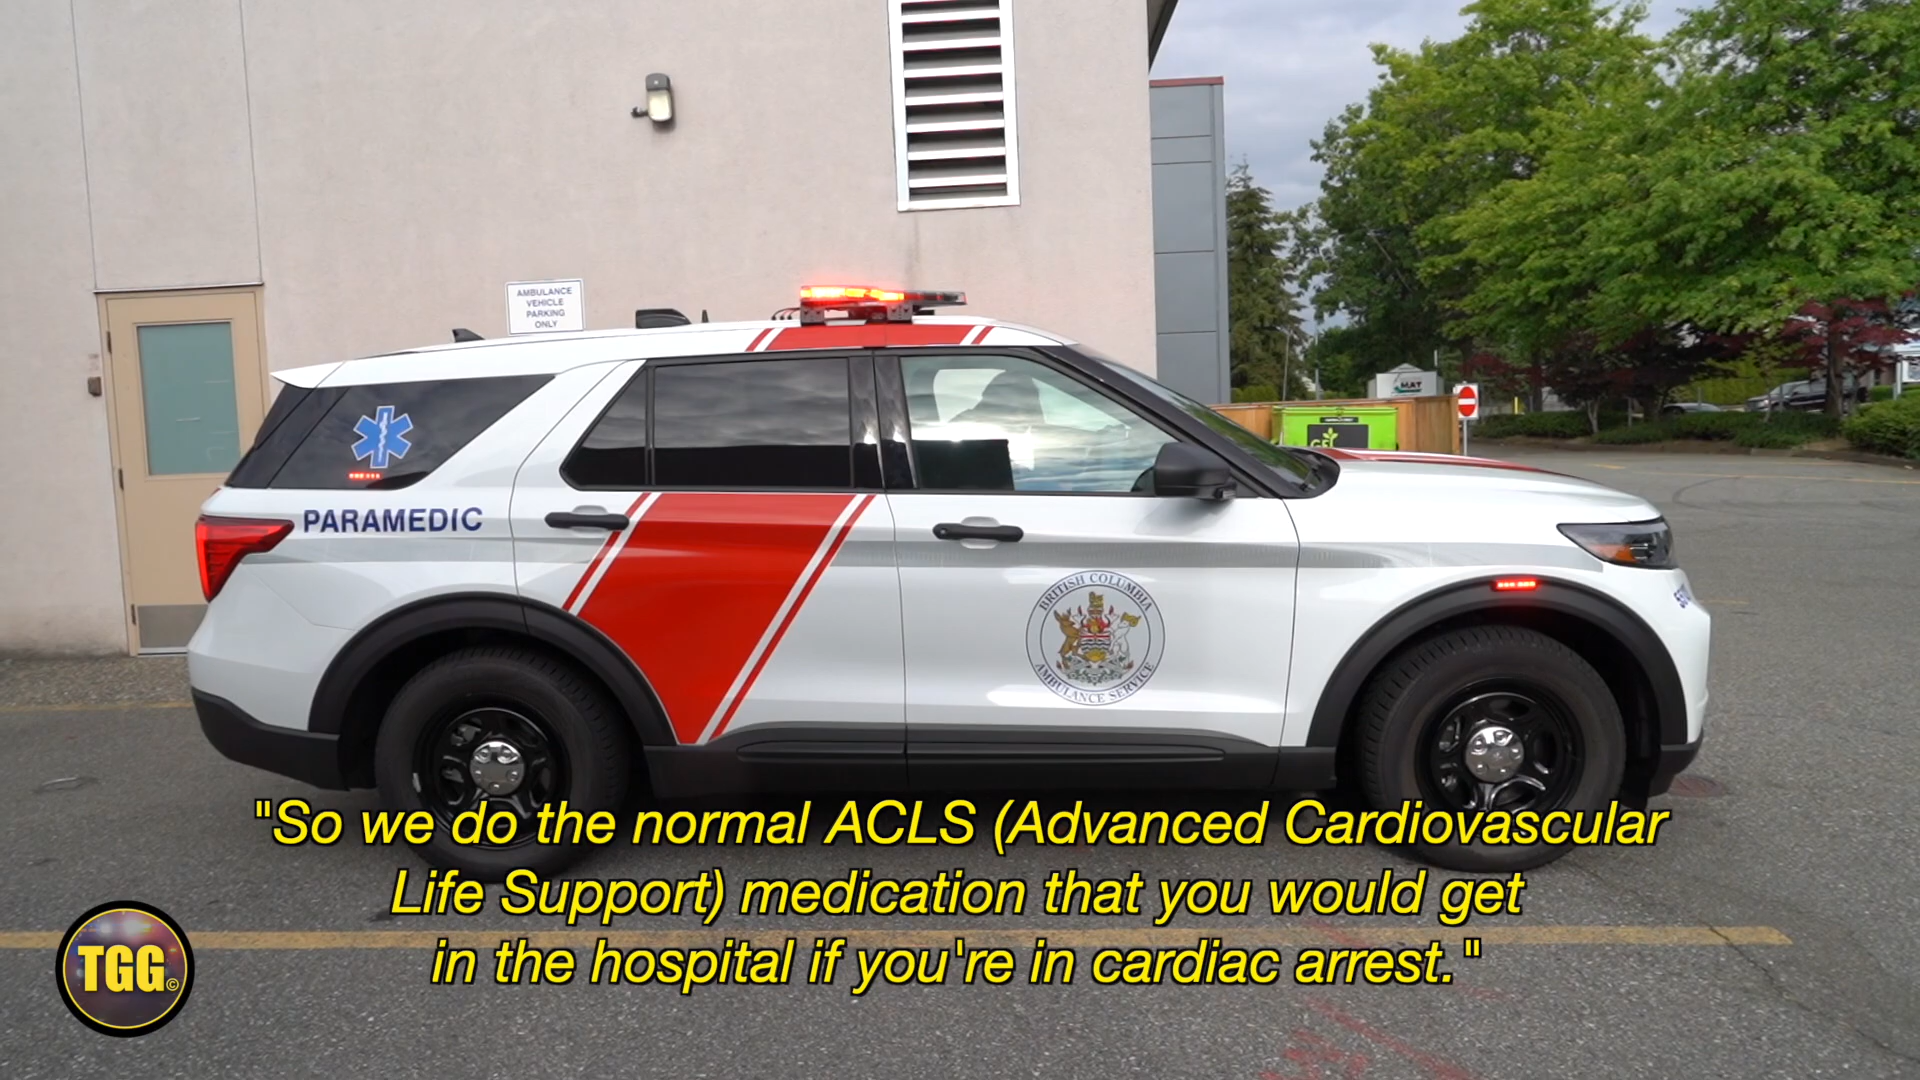 AMBULANCE
VEHICLE
PARKING
ONLY
MAT
PARAMEDIC
BRITISH COLUMBIA
AMBULANCE SERVICE
"So we do the normal ACLS (Advanced Cardiovascular
Life Support) medication that you would get
in the hospital if you're in cardiac arrest."
TGG©